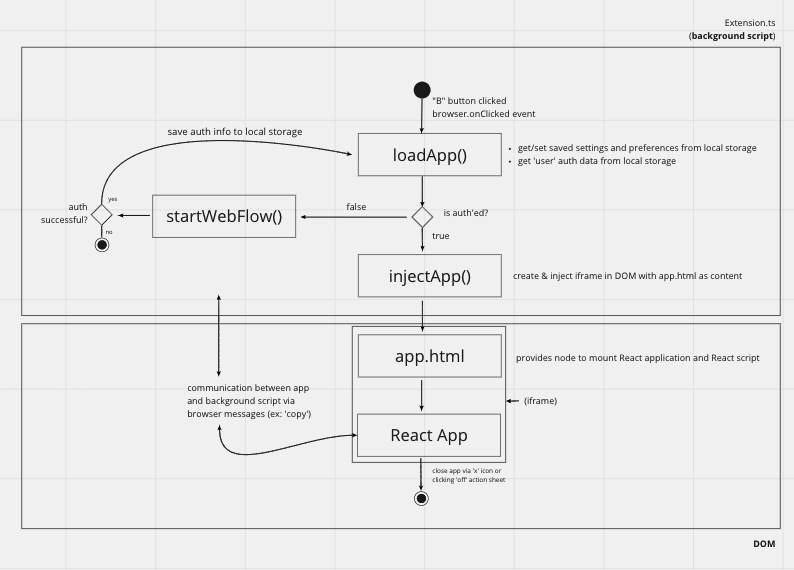 Extension.ts
(background script)
"B" button clicked
browser.onClicked event
save auth info to local storage
loadApp()
• get/set saved settings and preferences from local storage
• get 'user' auth data from local storage
yes
auth
successful?
no
startWebFlow()
false
is auth'ed?
true
injectApp()
create & inject iframe in DOM with app.html as content
app.html
provides node to mount React application and React script
communication between app
and background script via
browser messages (ex: 'copy')
(iframe)
React App
close app via 'x' icon or
clicking 'off' action sheet
DOM